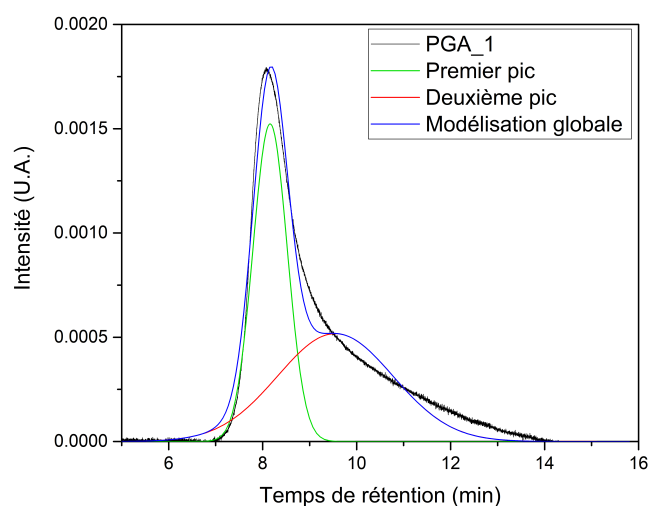 0.0020
0.0015
0.0010
0.0005
0.0000
Intensité (U.A.)
PGA_1
Premier pic
Deuxième pic
Modélisation globale
6 8 10 12 14 16
Temps de rétention (min)